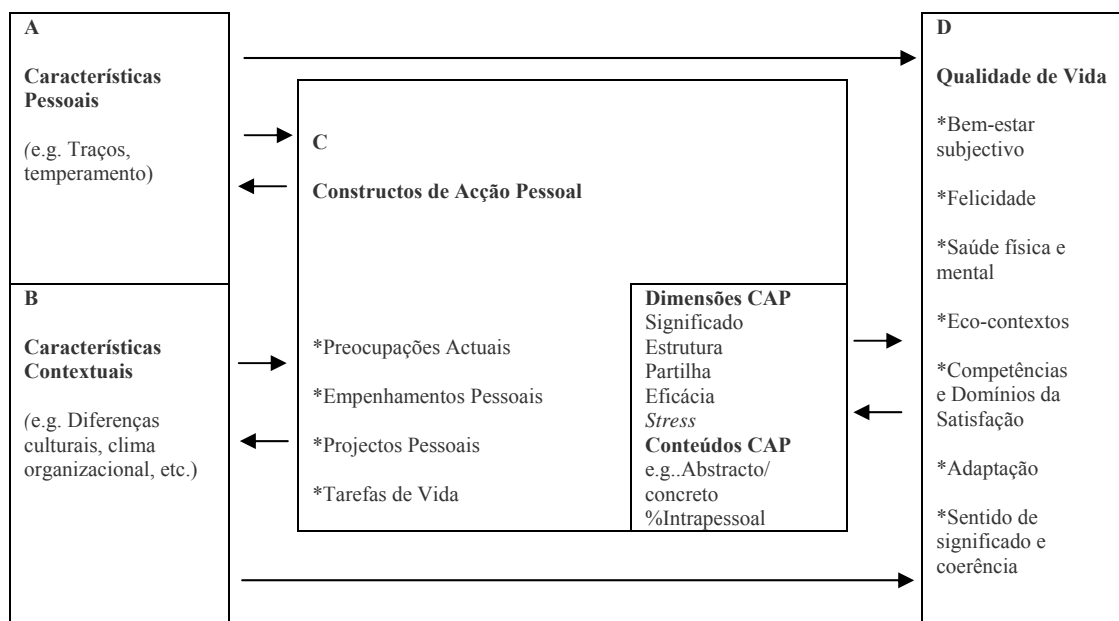 A
Características
Pessoais
(e.g. Traços,
temperamento)
B
Características
Contextuais
(e.g. Diferenças
culturais, clima
organizacional, etc.)
C
Constructos de Acção Pessoal
*Preocupações Actuais
*Empenhamentos Pessoais
*Projectos Pessoais
*Tarefas de Vida
Dimensões CAP
Significado
Estrutura
Partilha
Eficácia
Stress
Conteúdos CAP
e.g..Abstracto/
concreto
%Intrapessoal
D
Qualidade de Vida
*Bem-estar
subjectivo
*Felicidade
*Saúde física e
mental
*Eco-contextos
*Competências
e Domínios da
Satisfação
*Adaptação
*Sentido de
significado e
coerência